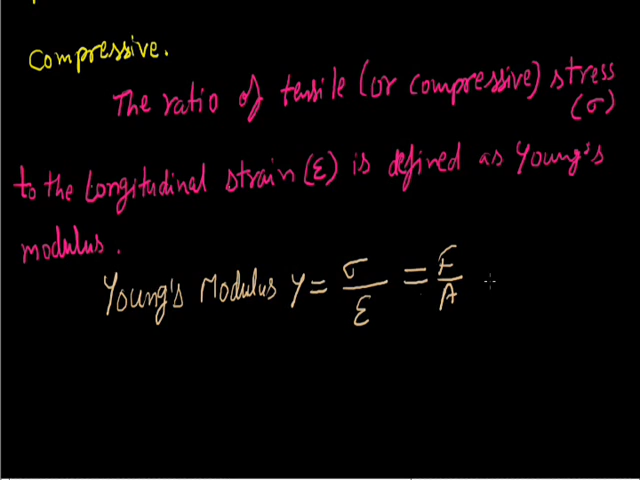 Compressive.
The ratio of tensile (or compressive) stress
(σ)
to the longitudinal strain (ε) is defined as Young's
modulus.
Young's Modulus Y = σ/ε = F/A